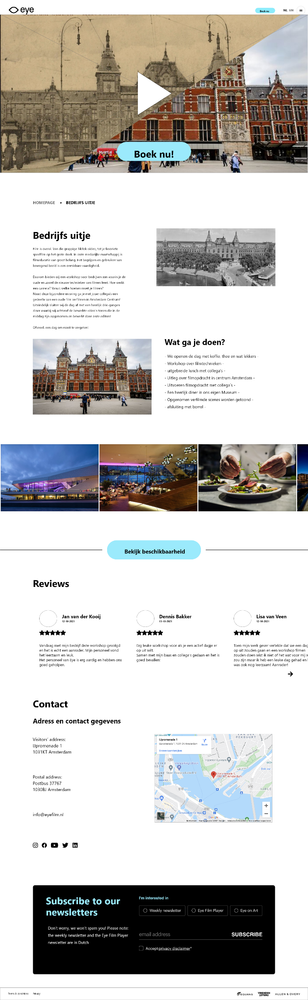 eye
Boek nu
NL EN
Boek nu!
HOMEPAGE ▸ BEDRIJFS UITJE
Bedrijfs uitje
Film is overal. Van die grappige TikTok-video, tot je favoriete
speelfilm op het grote doek. In onze mediarijke maatschappij is
filmeducatie van groot belang. Het begrijpen en gebruiken van
bewegend beeld is een onmisbare vaardigheid.
Daarom bieden wij een workshop voor bedrijven aan waarin je de
oude en zowel de nieuwe technieken van filmen leert. Hoe werkt
een camera? Vanuit welke hoeken moet je filmen?
Naast deze bijzondere ervaring ga je met jouw collega's een
gedeelte van een oude film verfilmen in Amsterdam Centrum!
Uiteindelijk sluiten wij de dag af met een heerlijk drie-gangen
diner waarbij wij achteraf de bewerkte video's tonen die in de
middag zijn opgenomen en bewerkt door onze editors!
Oftewel, een dag om nooit te vergeten!
Wat ga je doen?
- We openen de dag met koffie, thee en wat lekkers -
- Workshop over filmtechnieken -
- uitgebreide lunch met collega's -
- Uitleg over filmopdracht in centrum Amsterdam -
- Uitvoeren filmopdracht met collega's -
- Een heerlijk diner in ons eigen Museum -
- Opgenomen verfilmde scenes worden getoond -
- afsluiting met borrel -
Bekijk beschikbaarheid
Reviews
Jan van der Kooij
12-10-2021
Vandaag met mijn bedrijf deze workshop gevolgd
en het is echt een aanrader. Mijn personeel vond
het leerzaam en leuk.
Het personeel van Eye is erg aardig en hebben ons
goed geholpen.
Dennis Bakker
15-10-2021
Erg leuke workshop voor als je een actief dagje er
op uit wilt.
Samen met mijn baas en collega's gedaan en het is
goed bevallen!
Lisa van Veen
12-10-2021
Toen mijn werk gever vertelde dat we een dag
op uit zouden gaan en een workshop filmen
zouden doen wist ik niet of het wat voor mij
zou zijn maar ik heb een leuke dag gehad en
was ook nog leerzaam! Aanrader!
Contact
Adress en contact gegevens
Visitors' address:
IJpromenade 1
1031KT Amsterdam
Postal address:
Postbus 37767
1030BJ Amsterdam
info@eyefilm.nl
IJpromenade 1
IJpromenade 1, 1031 CK Amsterdam
Route
Grotere kaart bekijken
PEKBUURT
Hyperion Lyceum
Interparking IJDock
Storm Postproductie B.V.
Dirk van
IJpromenade 1,
1031 KT Amsterdam
Westerdok
IJPLE
Amsterdam Centraal
Google
Sneltoetsen Kaartgegevens ©2021 Google Gebruiksvoorwaarden Een kaartfout rapporteren
Subscribe to our
newsletters
Don't worry, we won't spam you! Please note:
the weekly newsletter and the Eye Film Player
newsletter are in Dutch
I'm interested in
Weekly newsletter Eye Film Player Eye on Art
email address SUBSCRIBE
Accept privacy disclaimer*
Terms & conditions Privacy
EQUANS VRIENDEN LOTERIJ ALLEN & OVERY